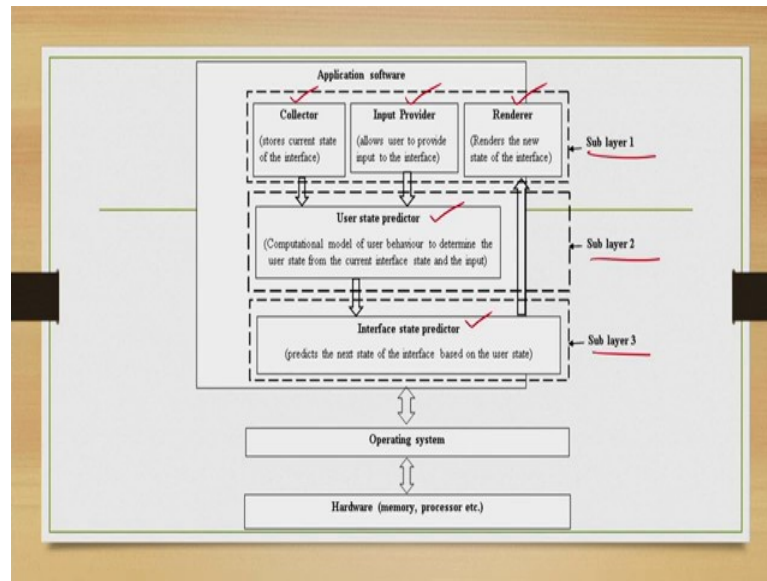 Application software
Collector
(stores current state
of the interface)
Input Provider
(allows user to provide
input to the interface)
Renderer
(Renders the new
state of the interface)
Sub layer 1
User state predictor
(Computational model of user behaviour to determine the
user state from the current interface state and the input)
Sub layer 2
Interface state predictor
(predicts the next state of the interface based on the user state)
Sub layer 3
Operating system
Hardware (memory, processor etc.)